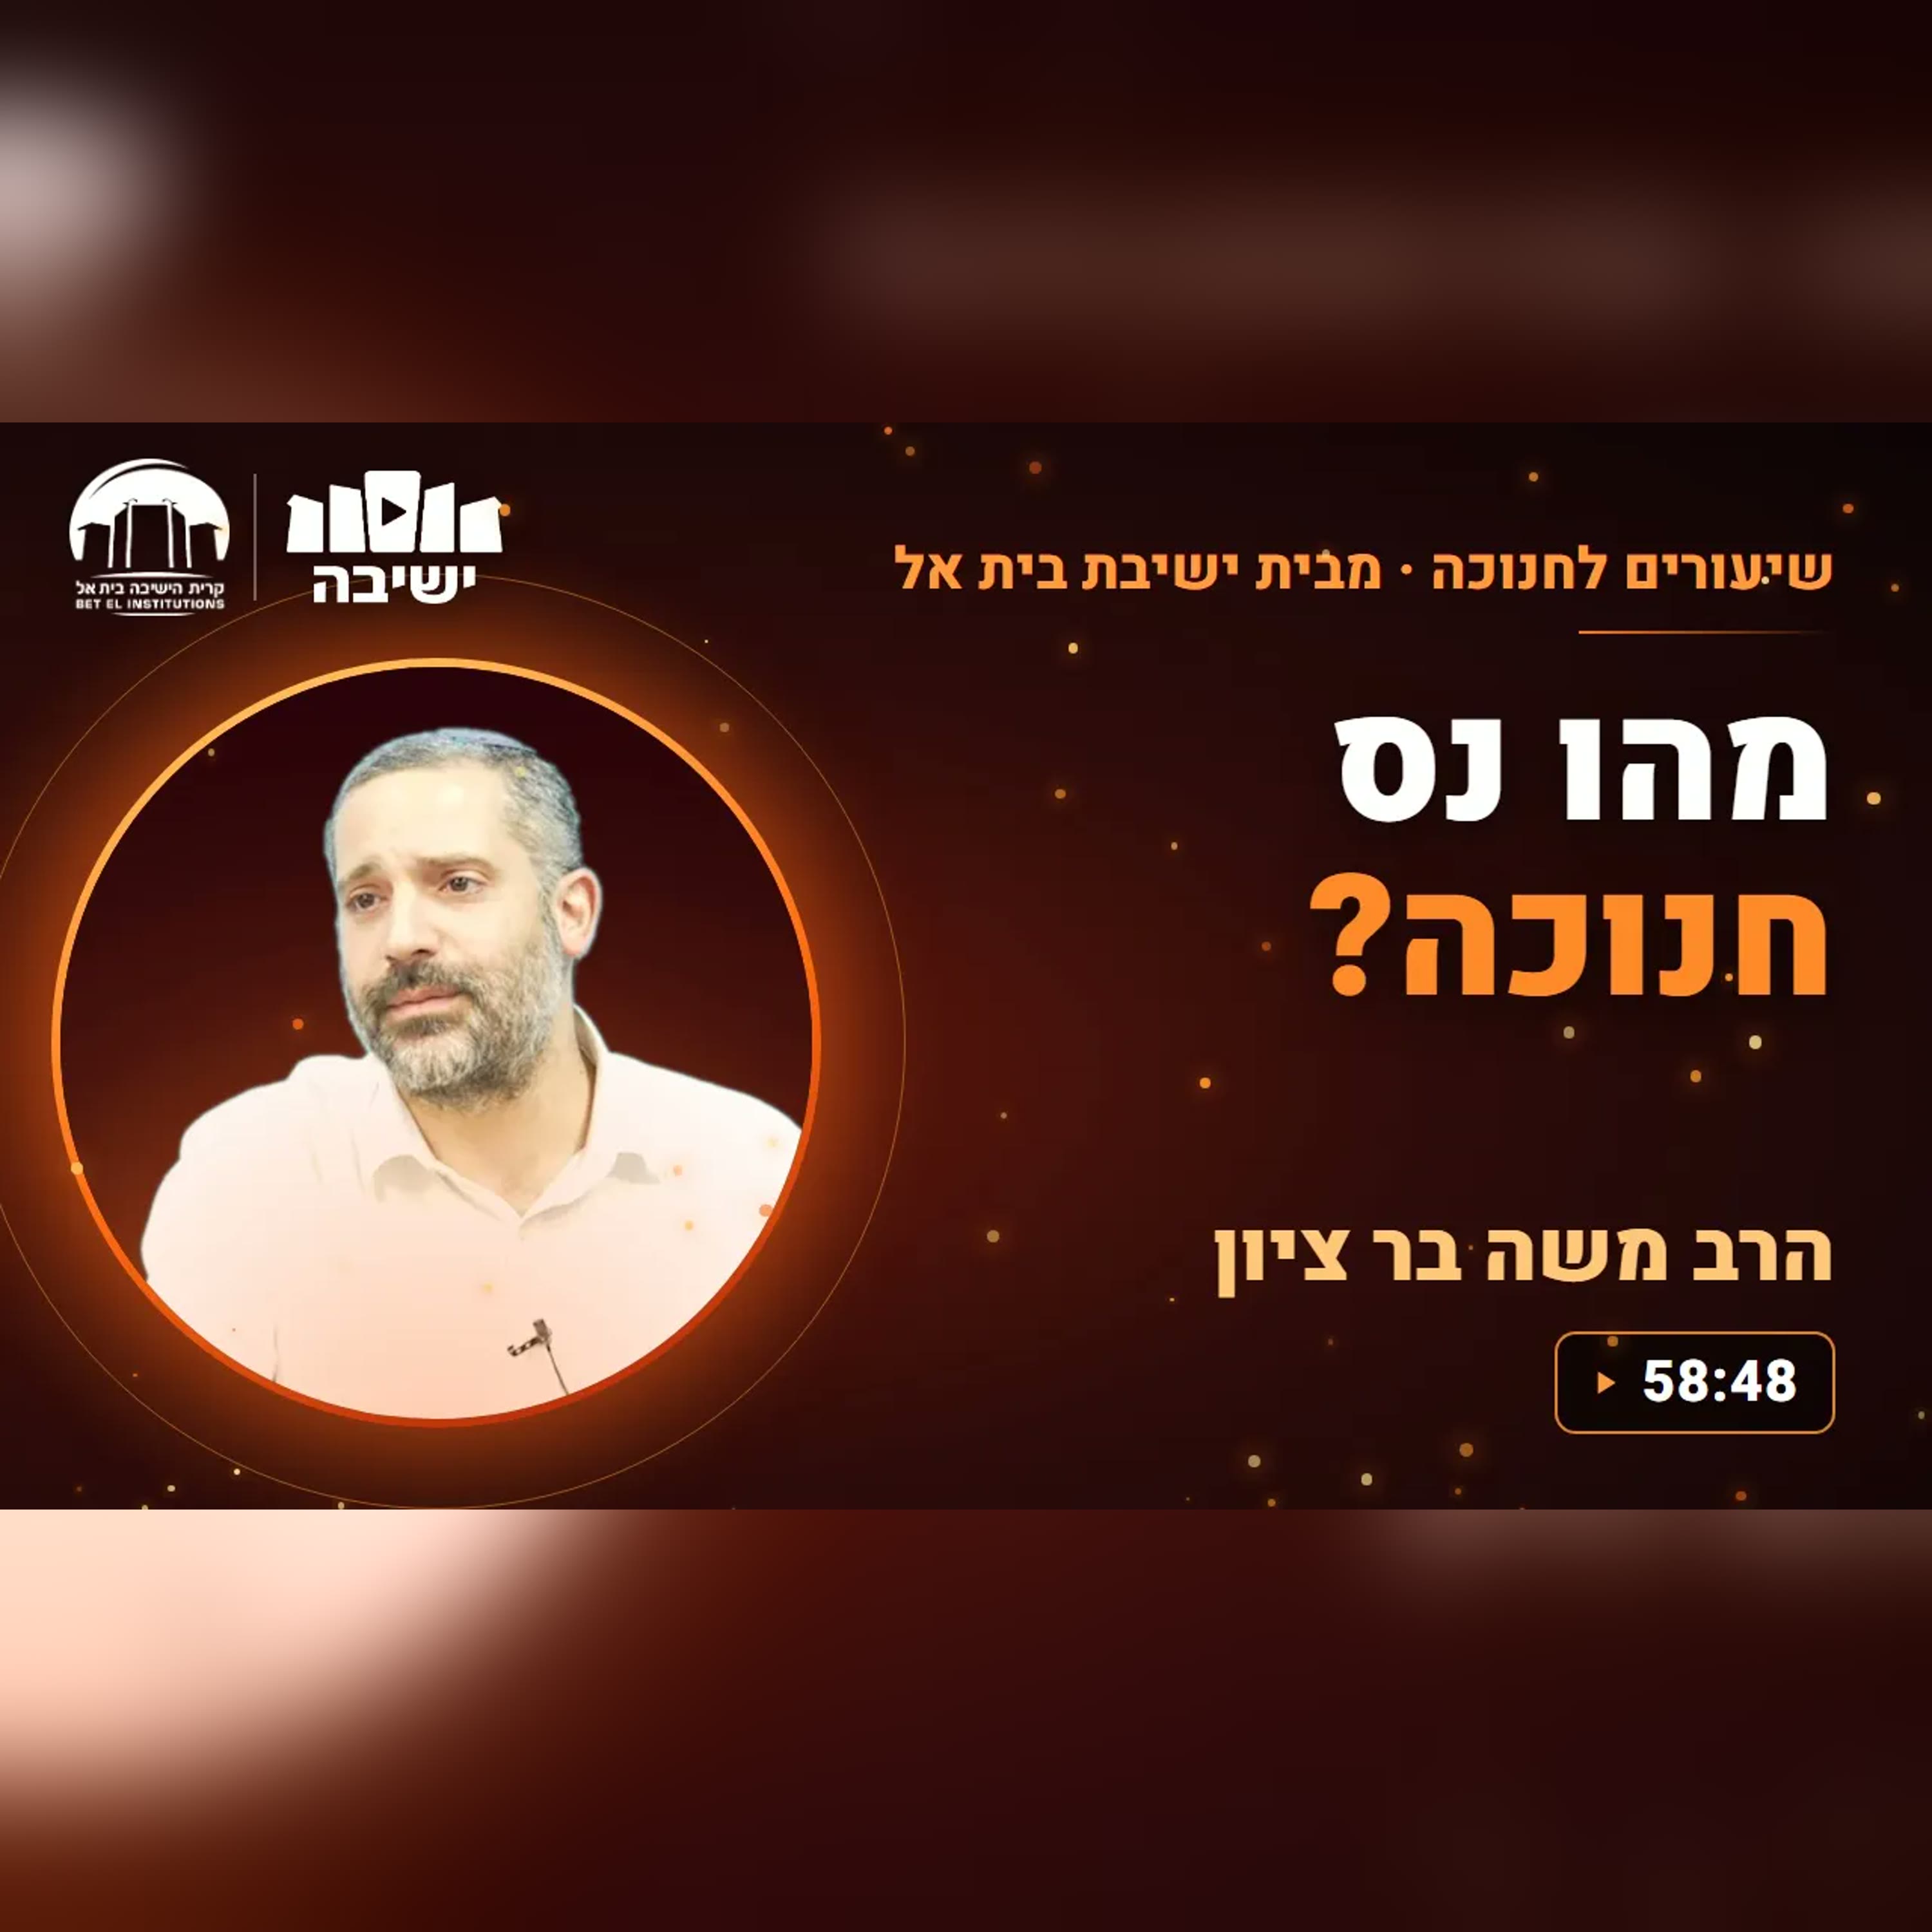 ישיבה
קרית הישיבה בית אל
BET EL INSTITUTIONS
שיעורים לחנוכה · מבית ישיבת בית אל
מהו נס
חנוכה?
הרב משה בר ציון
58:48